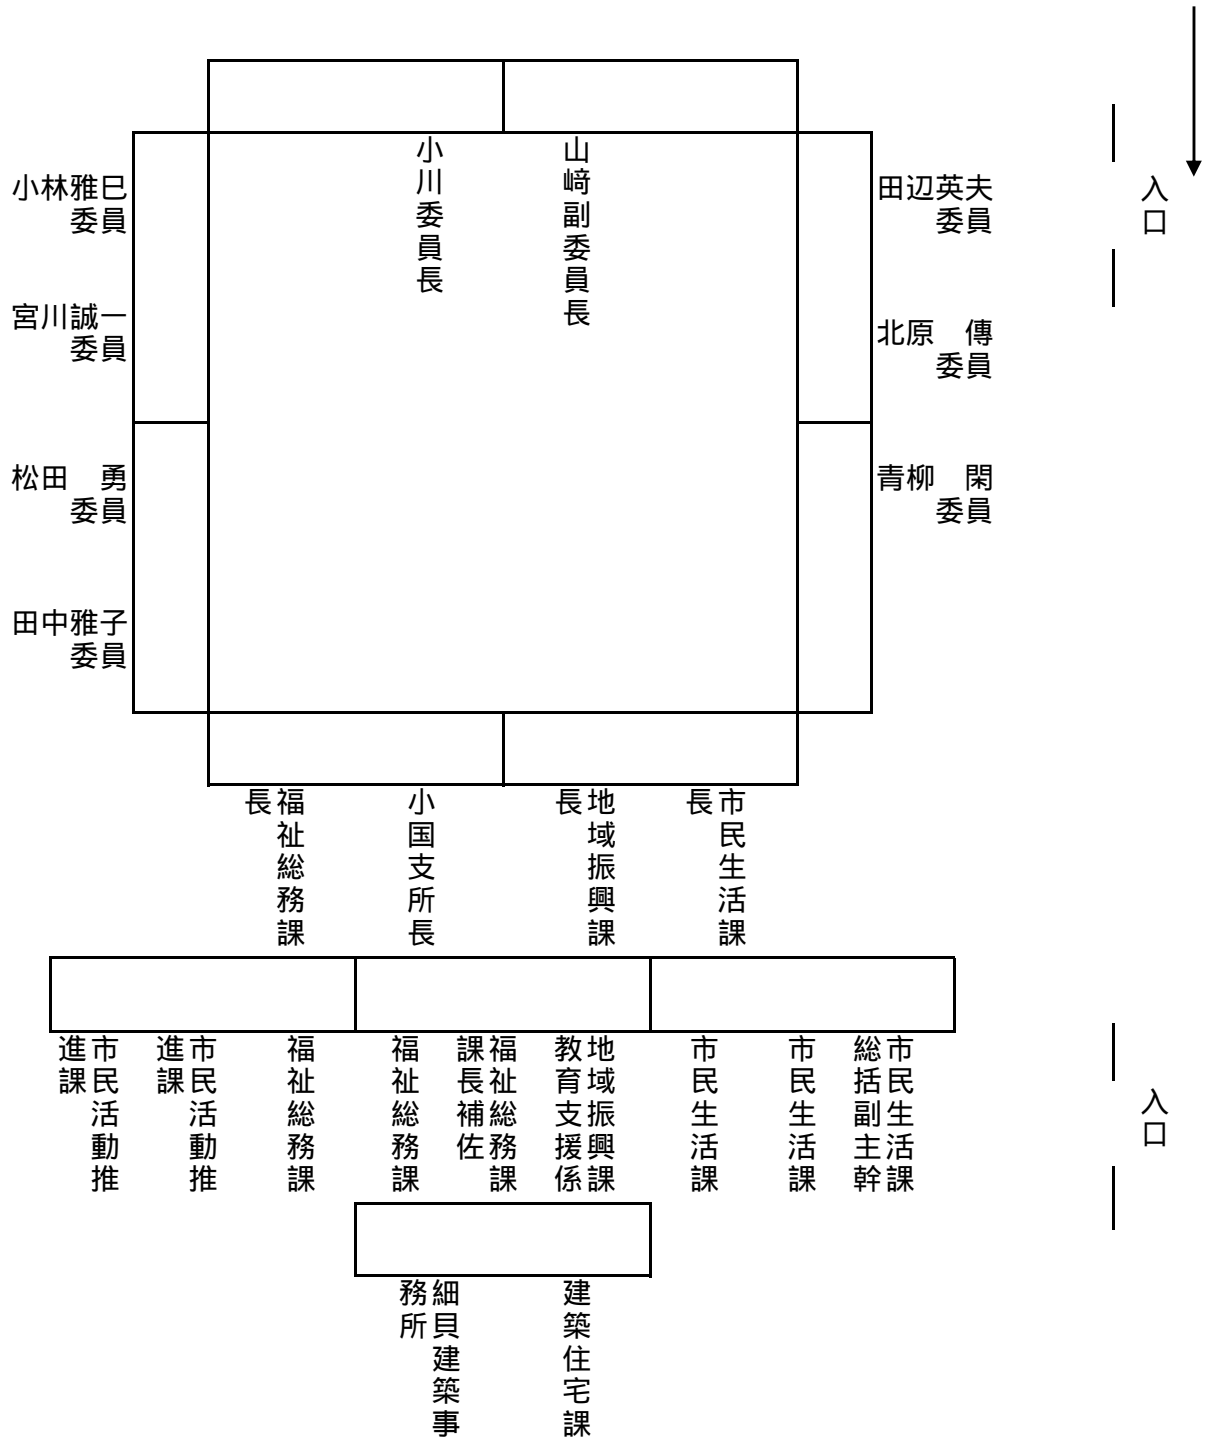 小川委員長
山﨑副委員長
小林雅巳
委員
宮川誠一
委員
松田　勇
委員
田中雅子
委員
田辺英夫
委員
北原　傳
委員
青柳　閑
委員
入口
福祉総務課
長
小国支所長
地域振興課
長
市民生活課
長
市民活動推
進課
市民活動推
進課
福祉総務課
福祉総務課
福祉総務課
課長補佐
地域振興課
教育支援係
市民生活課
市民生活課
市民生活課
総括副主幹
入口
細貝建築事
務所
建築住宅課